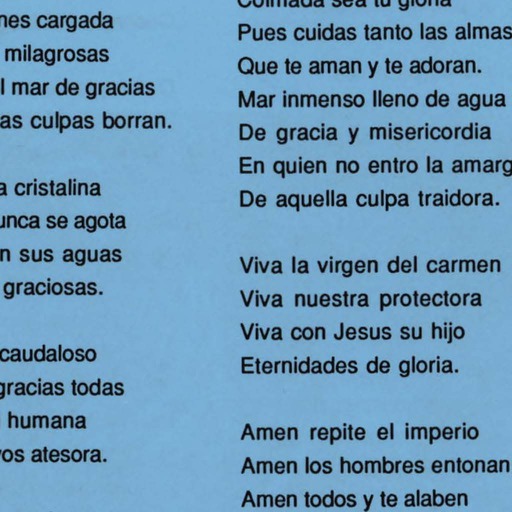 cargada
milagrosas
mar de gracias
culpas borran.
cristalina
se agota
sus aguas
graciosas.
caudaloso
gracias todas
humana
atesora.
Colmada sea tu gloria
Pues cuidas tanto las almas
Que te aman y te adoran.
Mar inmenso lleno de agua
De gracia y misericordia
En quien no entro la amarg
De aquella culpa traidora.
Viva la virgen del carmen
Viva nuestra protectora
Viva con Jesus su hijo
Eternidades de gloria.
Amen repite el imperio
Amen los hombres entonan
Amen todos y te alaben